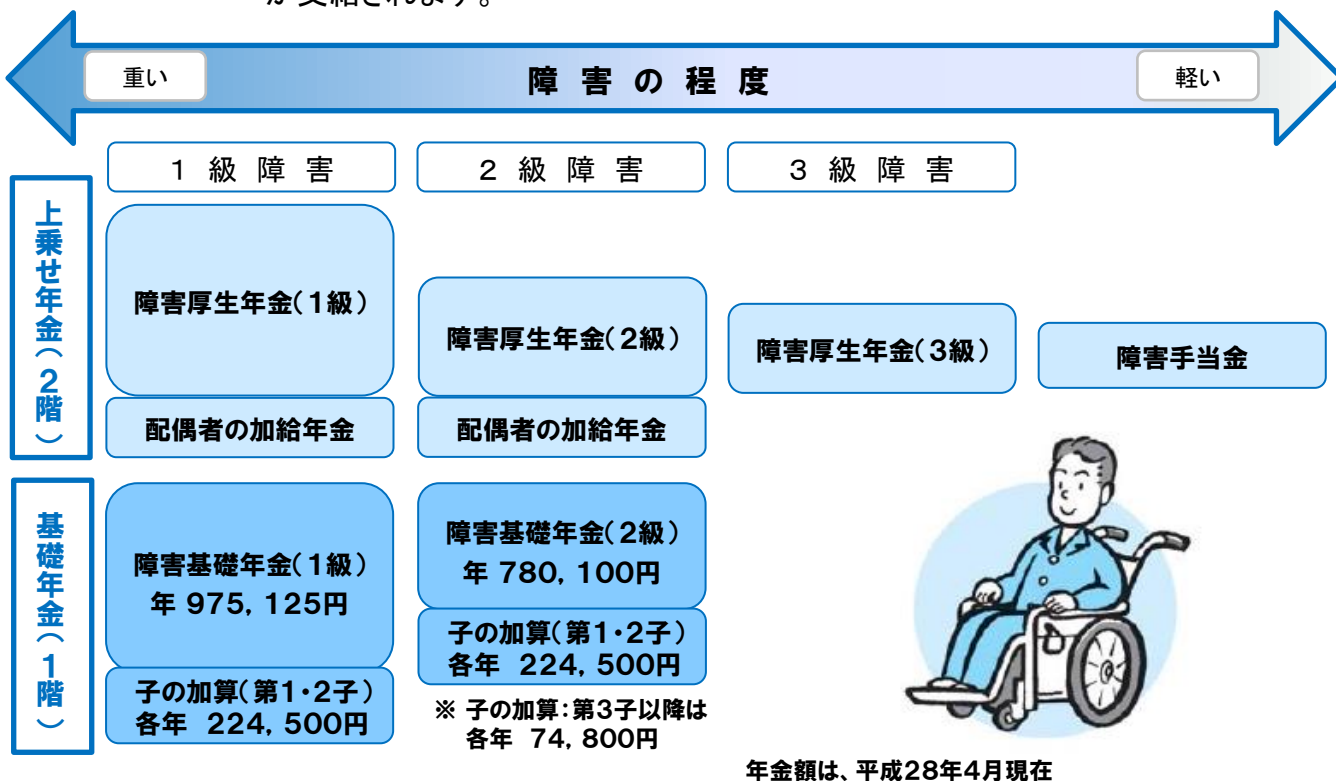 が支給されます。
重い
障害の程度
軽い
1級障害
2級障害
3級障害
上乗せ年金(2階)
障害厚生年金(1級)
障害厚生年金(2級)
障害厚生年金(3級)
障害手当金
配偶者の加給年金
配偶者の加給年金
基礎年金(1階)
障害基礎年金(1級)
年 975,125円
障害基礎年金(2級)
年 780,100円
子の加算(第1・2子)
各年 224,500円
子の加算(第1・2子)
各年 224,500円
※ 子の加算:第3子以降は
各年 74,800円
年金額は、平成28年4月現在